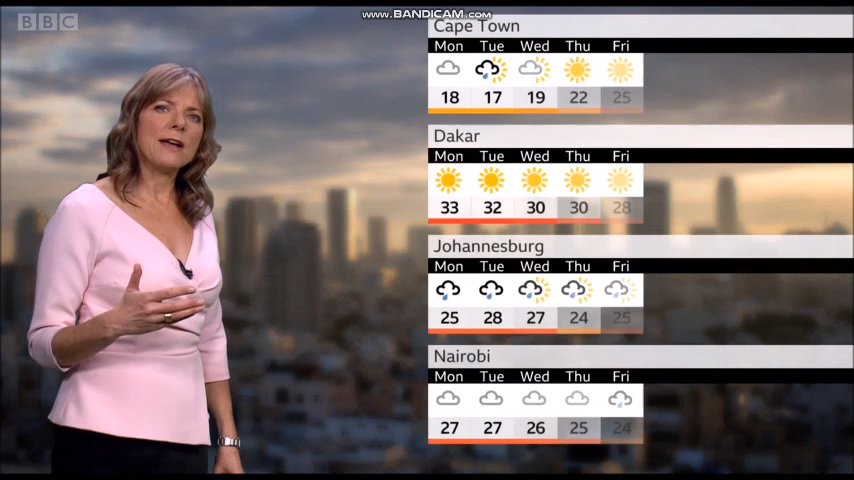 BBC
www.BANDICAM.com
Cape Town
Mon Tue Wed Thu Fri
18 17 19 22 25
Dakar
Mon Tue Wed Thu Fri
33 32 30 30 28
Johannesburg
Mon Tue Wed Thu Fri
25 28 27 24 25
Nairobi
Mon Tue Wed Thu Fri
27 27 26 25 24